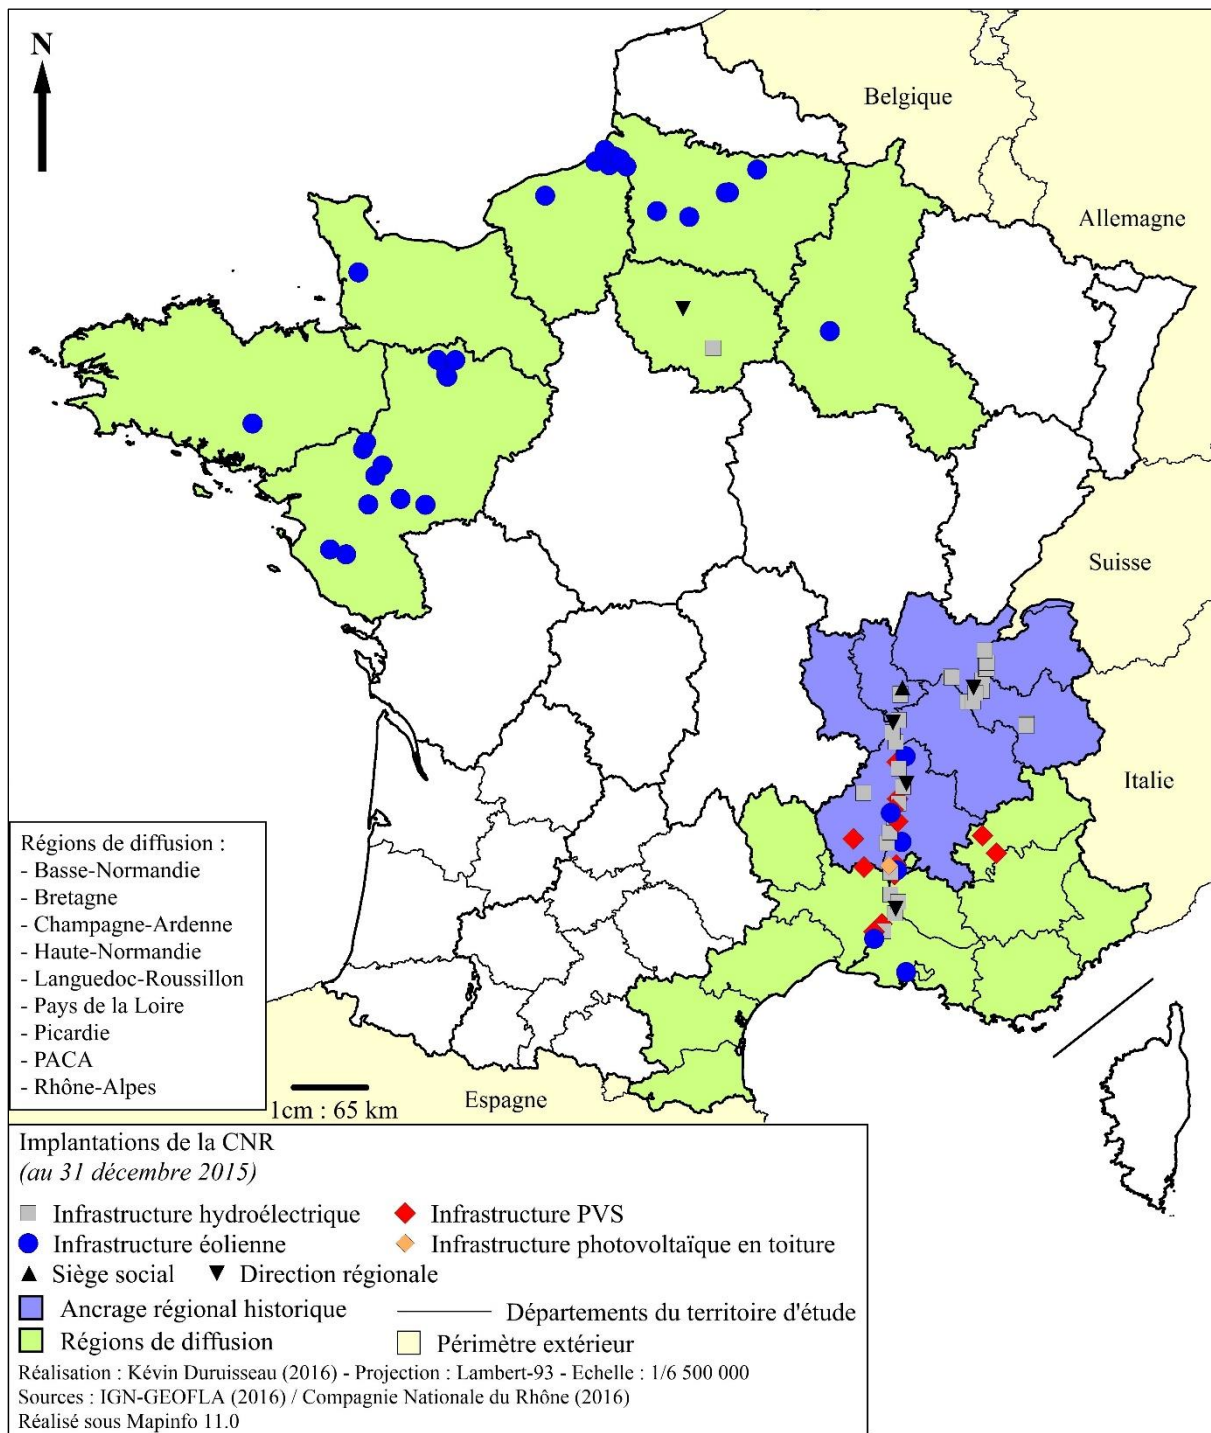 N
Belgique
Allemagne
Suisse
Italie
Régions de diffusion :
- Basse-Normandie
- Bretagne
- Champagne-Ardenne
- Haute-Normandie
- Languedoc-Roussillon
- Pays de la Loire
- Picardie
- PACA
- Rhône-Alpes
1cm : 65 km
Espagne
Implantations de la CNR
(au 31 décembre 2015)
Infrastructure hydroélectrique
Infrastructure PVS
Infrastructure éolienne
Infrastructure photovoltaïque en toiture
Siège social
Direction régionale
Ancrage régional historique
Départements du territoire d'étude
Régions de diffusion
Périmètre extérieur
Réalisation : Kévin Duruisseau (2016) - Projection : Lambert-93 - Echelle : 1/6 500 000
Sources : IGN-GEOFLA (2016) / Compagnie Nationale du Rhône (2016)
Réalisé sous Mapinfo 11.0